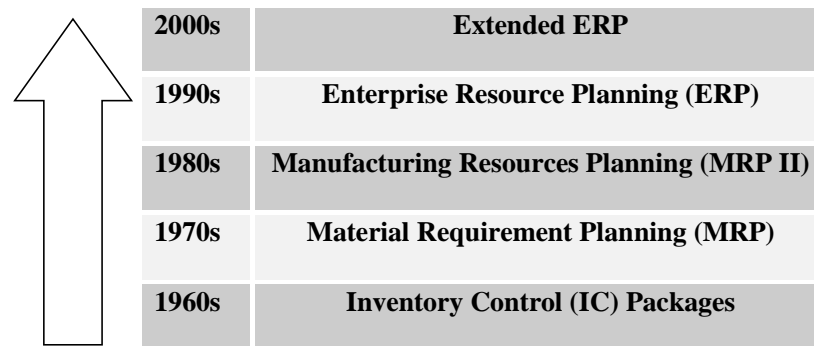 2000s Extended ERP
1990s Enterprise Resource Planning (ERP)
1980s Manufacturing Resources Planning (MRP II)
1970s Material Requirement Planning (MRP)
1960s Inventory Control (IC) Packages